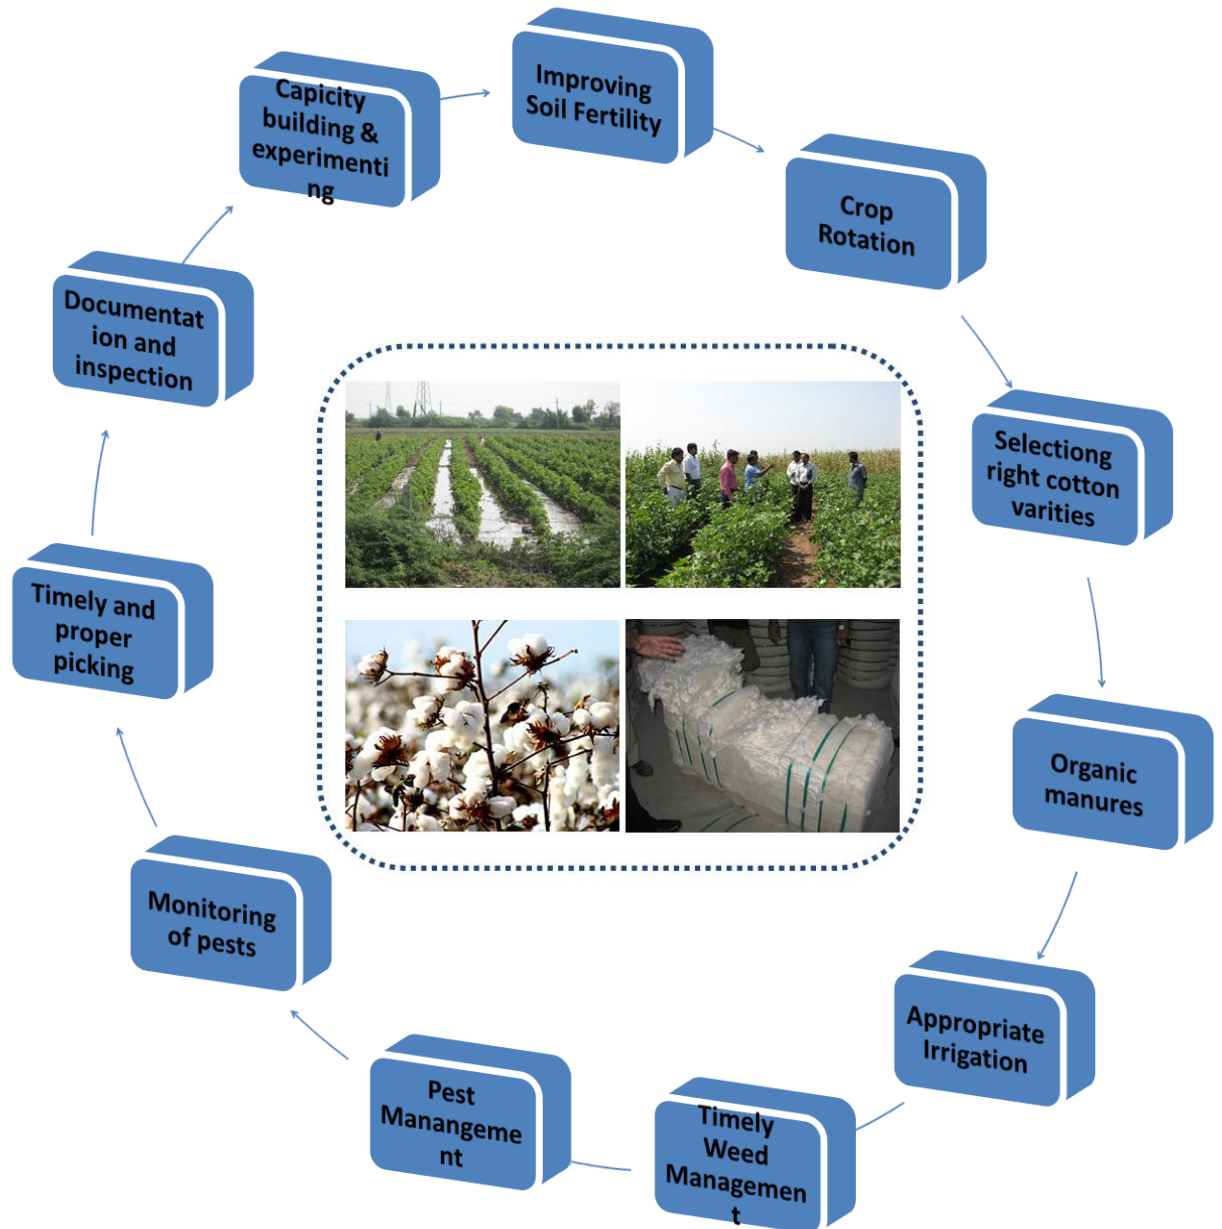 Improving
Soil Fertility
Crop
Rotation
Selectiong
right cotton
varities
Organic
manures
Appropriate
Irrigation
Timely
Weed
Managemen
t
Pest
Manangeme
nt
Monitoring
of pests
Timely and
proper
picking
Documentat
ion and
inspection
Capicity
building &
experimenti
ng